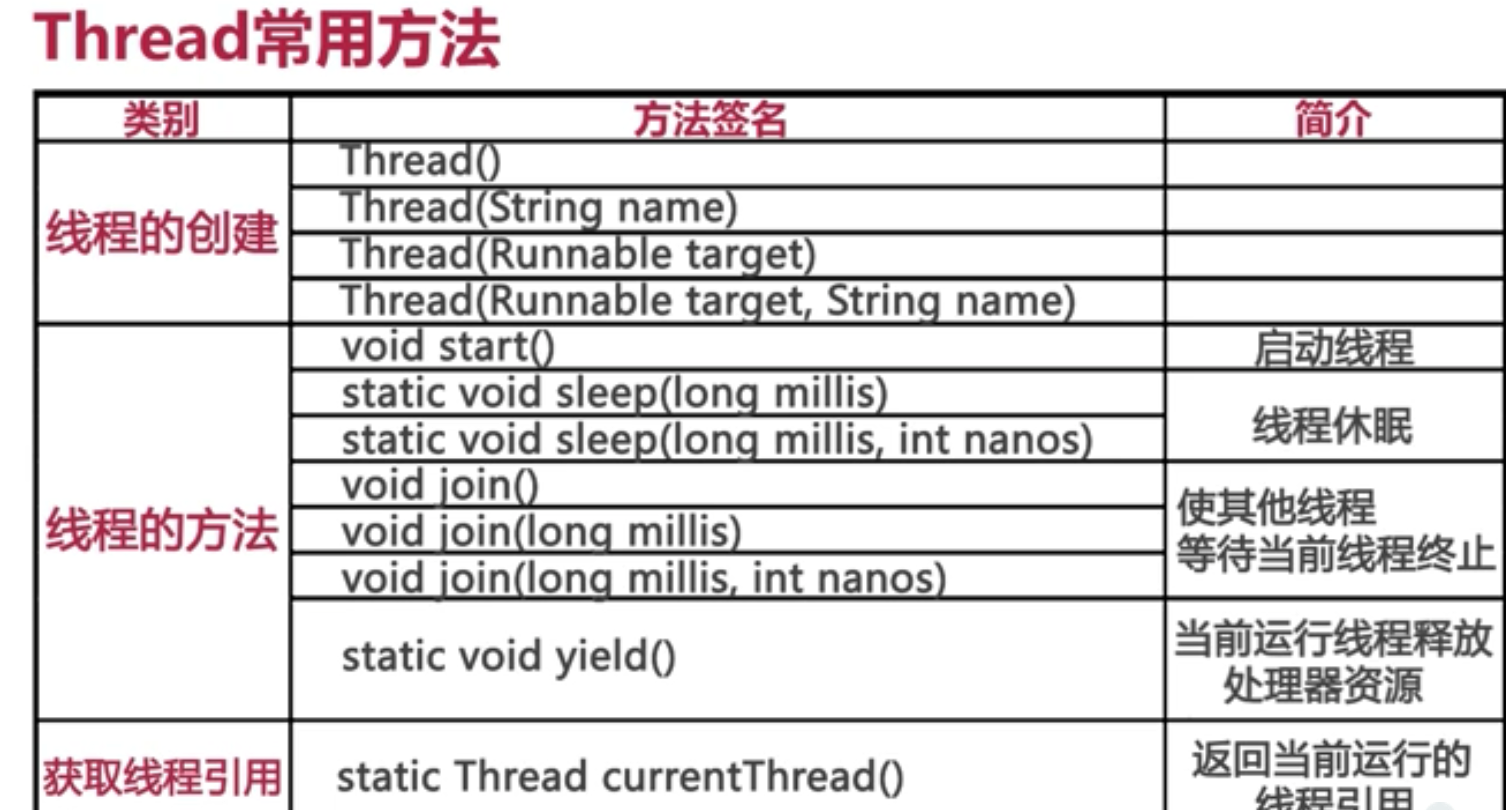 Thread常用方法
类别 方法签名 简介
线程的创建
Thread()
Thread(String name)
Thread(Runnable target)
Thread(Runnable target, String name)
线程的方法
void start()
启动线程
static void sleep(long millis)
static void sleep(long millis, int nanos)
线程休眠
void join()
void join(long millis)
void join(long millis, int nanos)
使其他线程
等待当前线程终止
static void yield()
当前运行线程释放
处理器资源
获取线程引用
static Thread currentThread()
返回当前运行的
线程引用